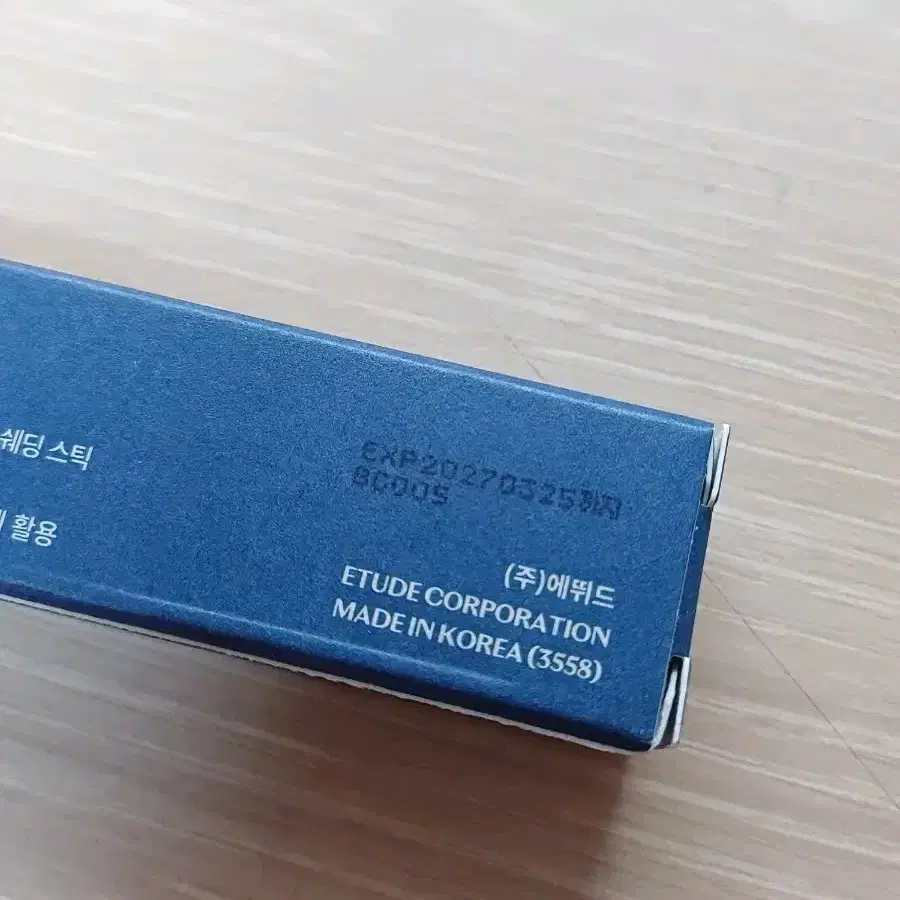 쉐딩 스틱
활용
EXP20270325까지
8C005
(주)에뛰드
ETUDE CORPORATION
MADE IN KOREA (3558)